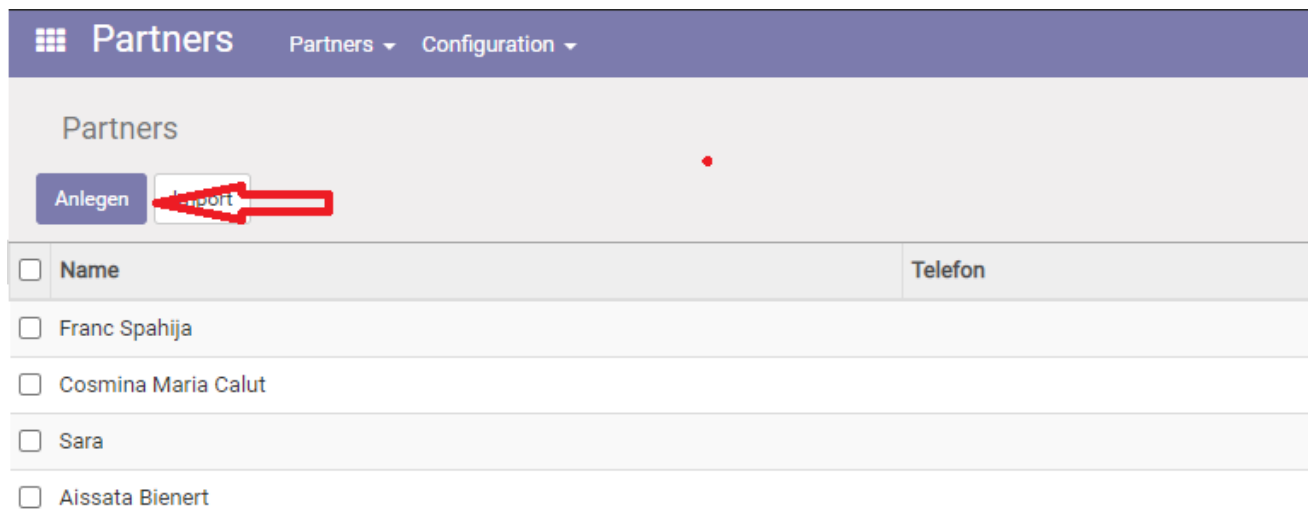 Partners Partners Configuration
Partners
Anlegen
Name Telefon
Franc Spahija
Cosmina Maria Calut
Sara
Aissata Bienert